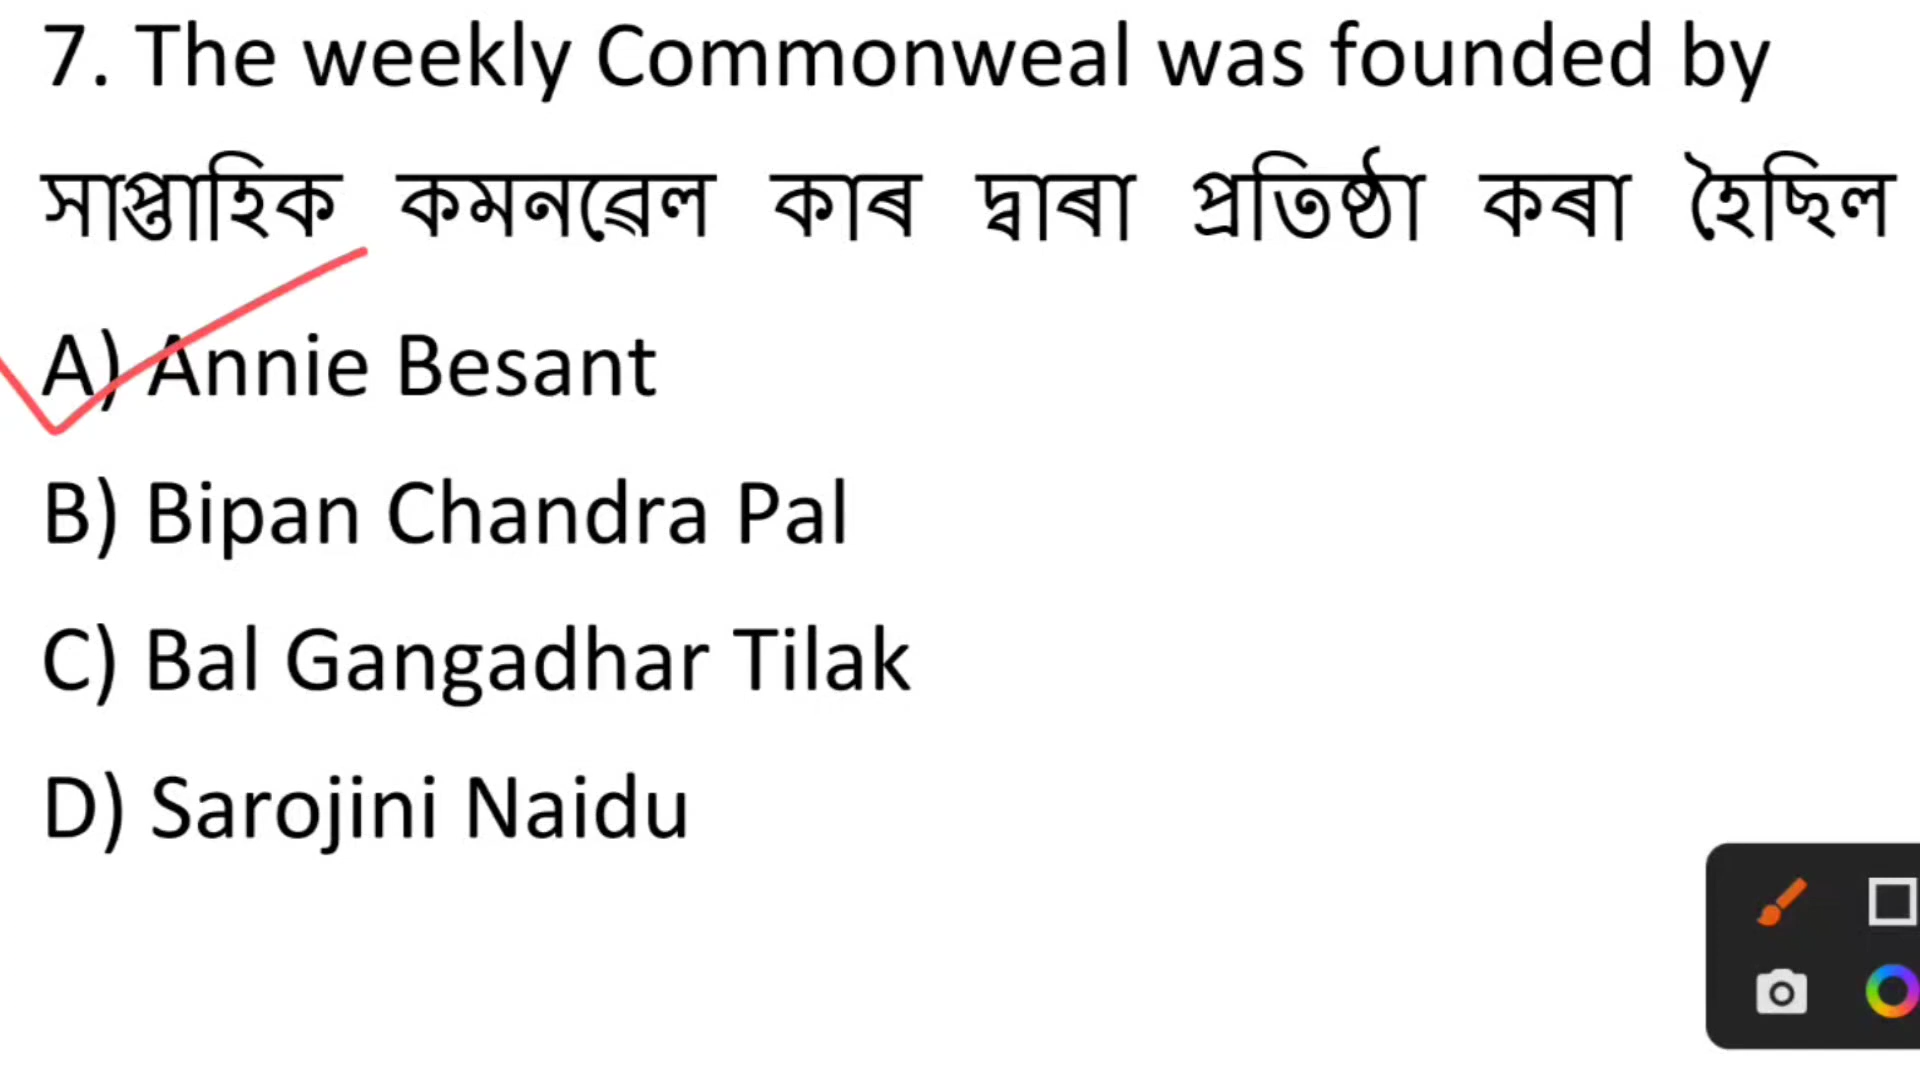 7. The weekly Commonweal was founded by
সাপ্তাহিক কমনৱেল কাৰ দ্বাৰা প্ৰতিষ্ঠা কৰা হৈছিল
A) Annie Besant
B) Bipan Chandra Pal
C) Bal Gangadhar Tilak
D) Sarojini Naidu